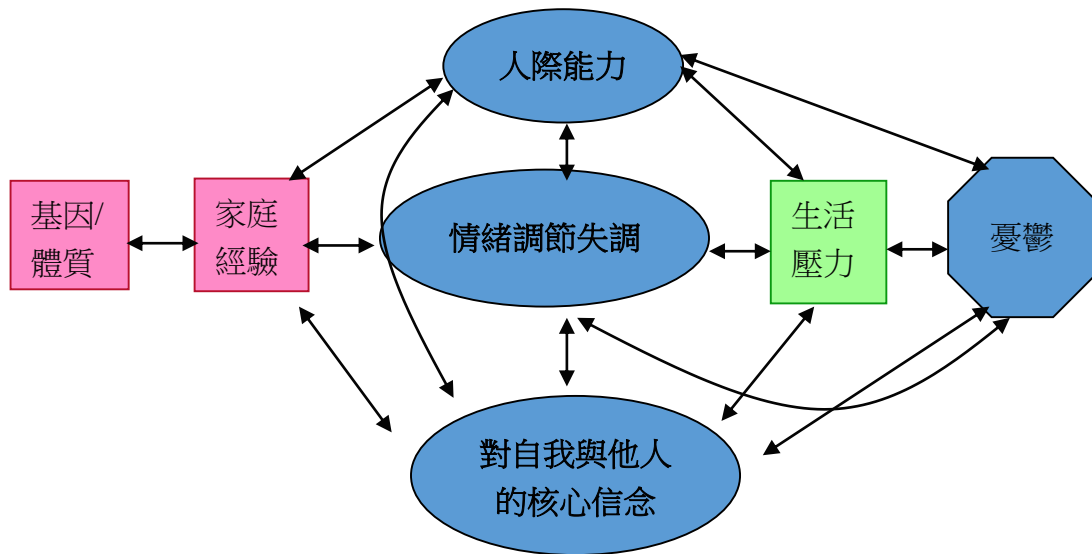 人際能力
基因/
體質
家庭
經驗
情緒調節失調
生活
壓力
憂鬱
對自我與他人
的核心信念